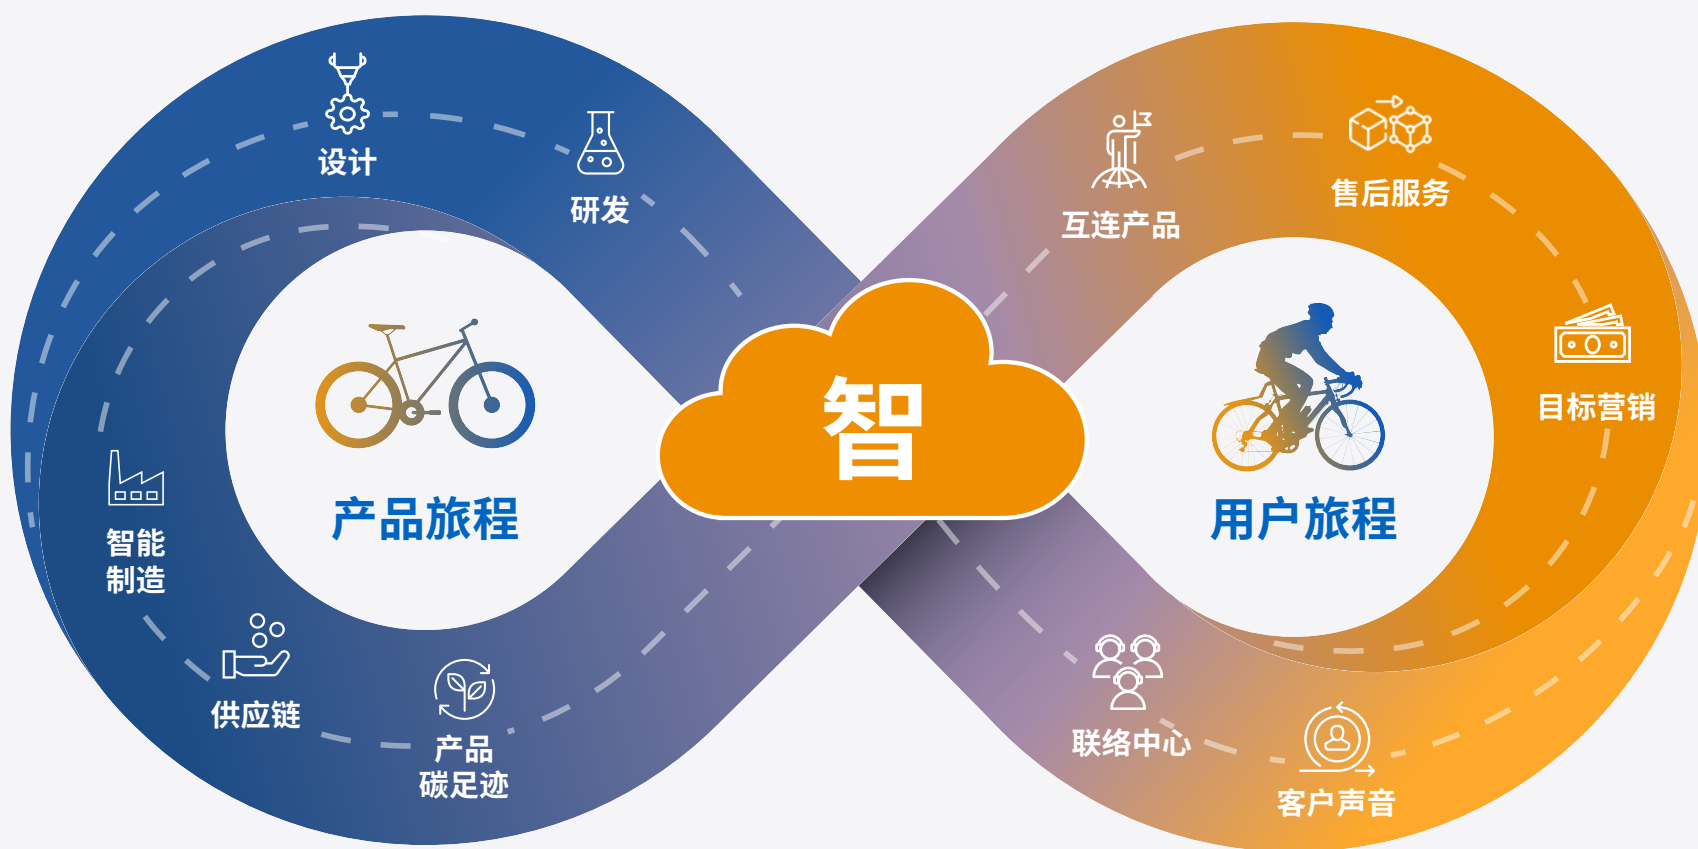 设计
研发
互连产品
售后服务
目标营销
智
产品旅程
用户旅程
智能
制造
供应链
产品
碳足迹
联络中心
客户声音